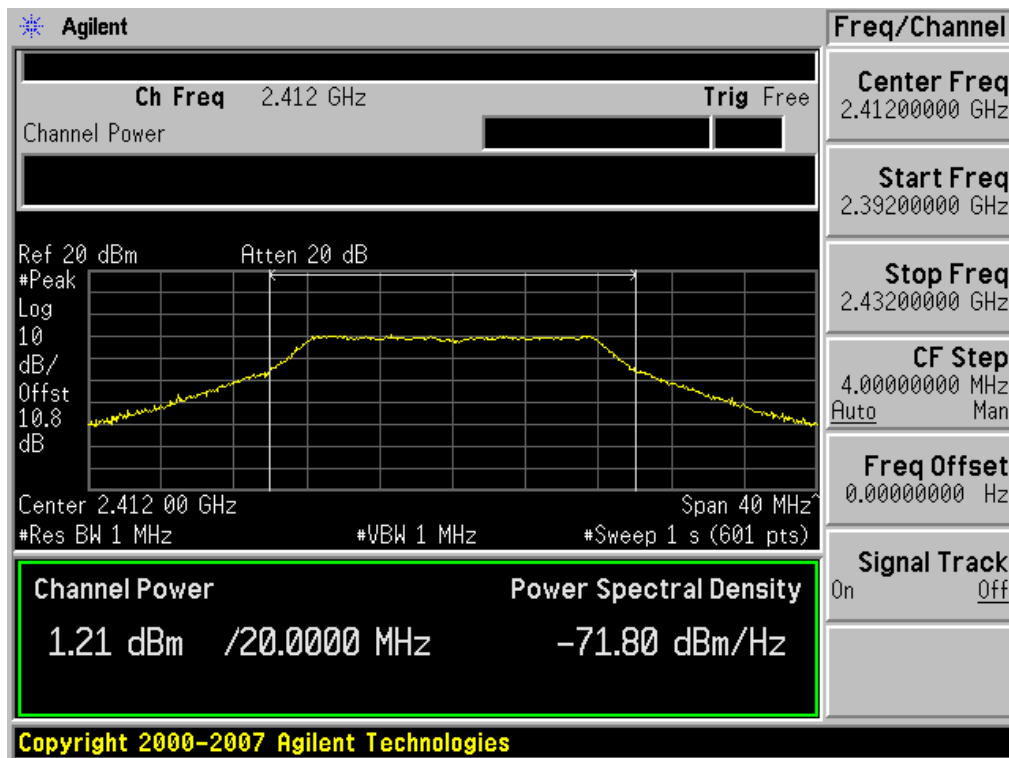 Agilent
Freq/Channel
Ch Freq 2.412 GHz Trig Free
Channel Power
Center Freq
2.41200000 GHz
Start Freq
2.39200000 GHz
Stop Freq
2.43200000 GHz
CF Step
4.00000000 MHz
Auto Man
Freq Offset
0.00000000 Hz
Signal Track
On Off
Ref 20 dBm Atten 20 dB
#Peak
Log
10
dB/
Offst
10.8
dB
Center 2.412 00 GHz Span 40 MHz^
#Res BW 1 MHz #VBW 1 MHz #Sweep 1 s (601 pts)
Channel Power Power Spectral Density
1.21 dBm /20.0000 MHz -71.80 dBm/Hz
Copyright 2000-2007 Agilent Technologies